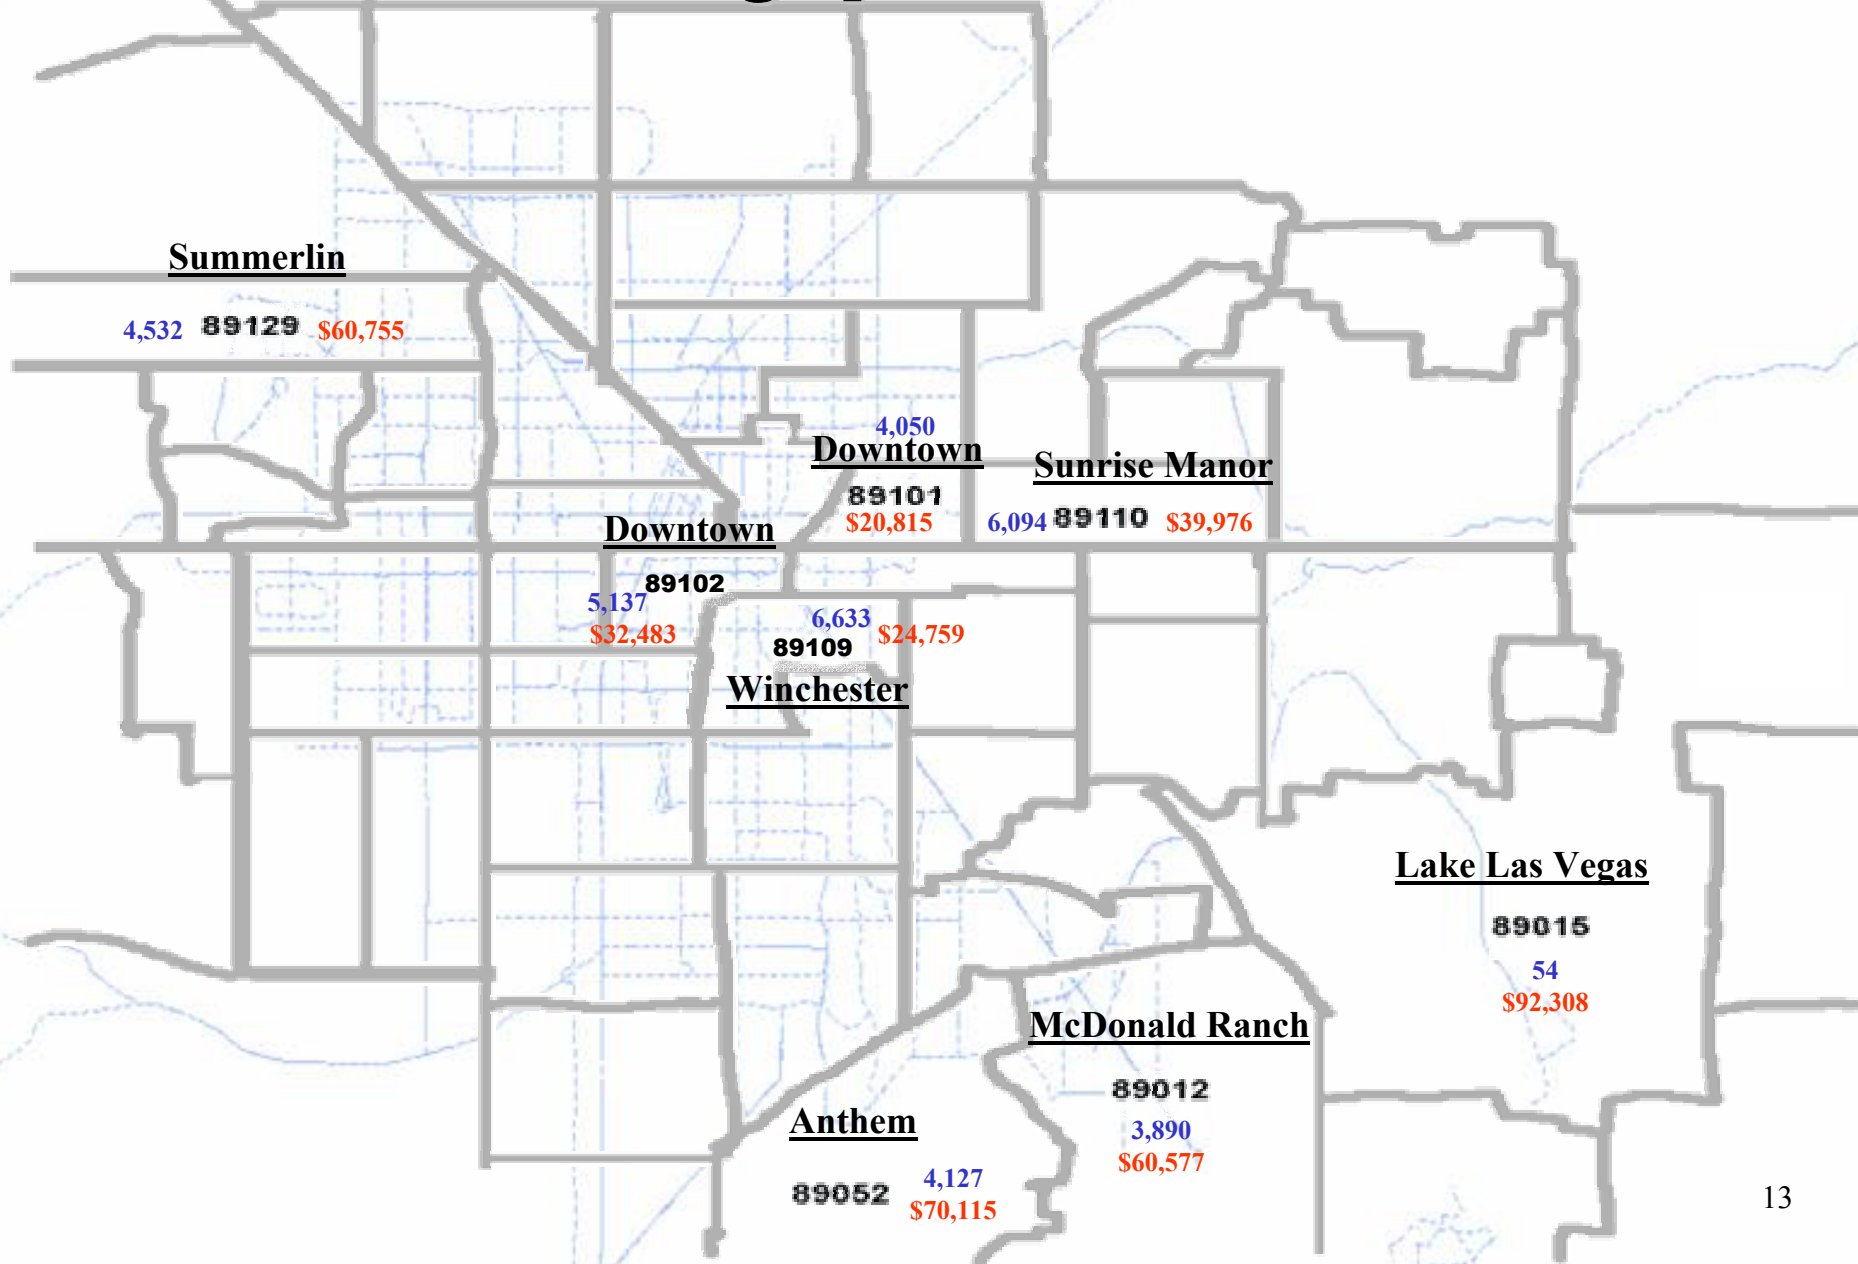 Summerlin
4,532 89129 $60,755
4,050
Downtown
89101
$20,815
Sunrise Manor
6,094 89110 $39,976
Downtown
89102
5,137
$32,483
6,633 $24,759
89109
Winchester
Lake Las Vegas
89015
54
$92,308
McDonald Ranch
89012
3,890
$60,577
Anthem
89052 4,127
$70,115
13